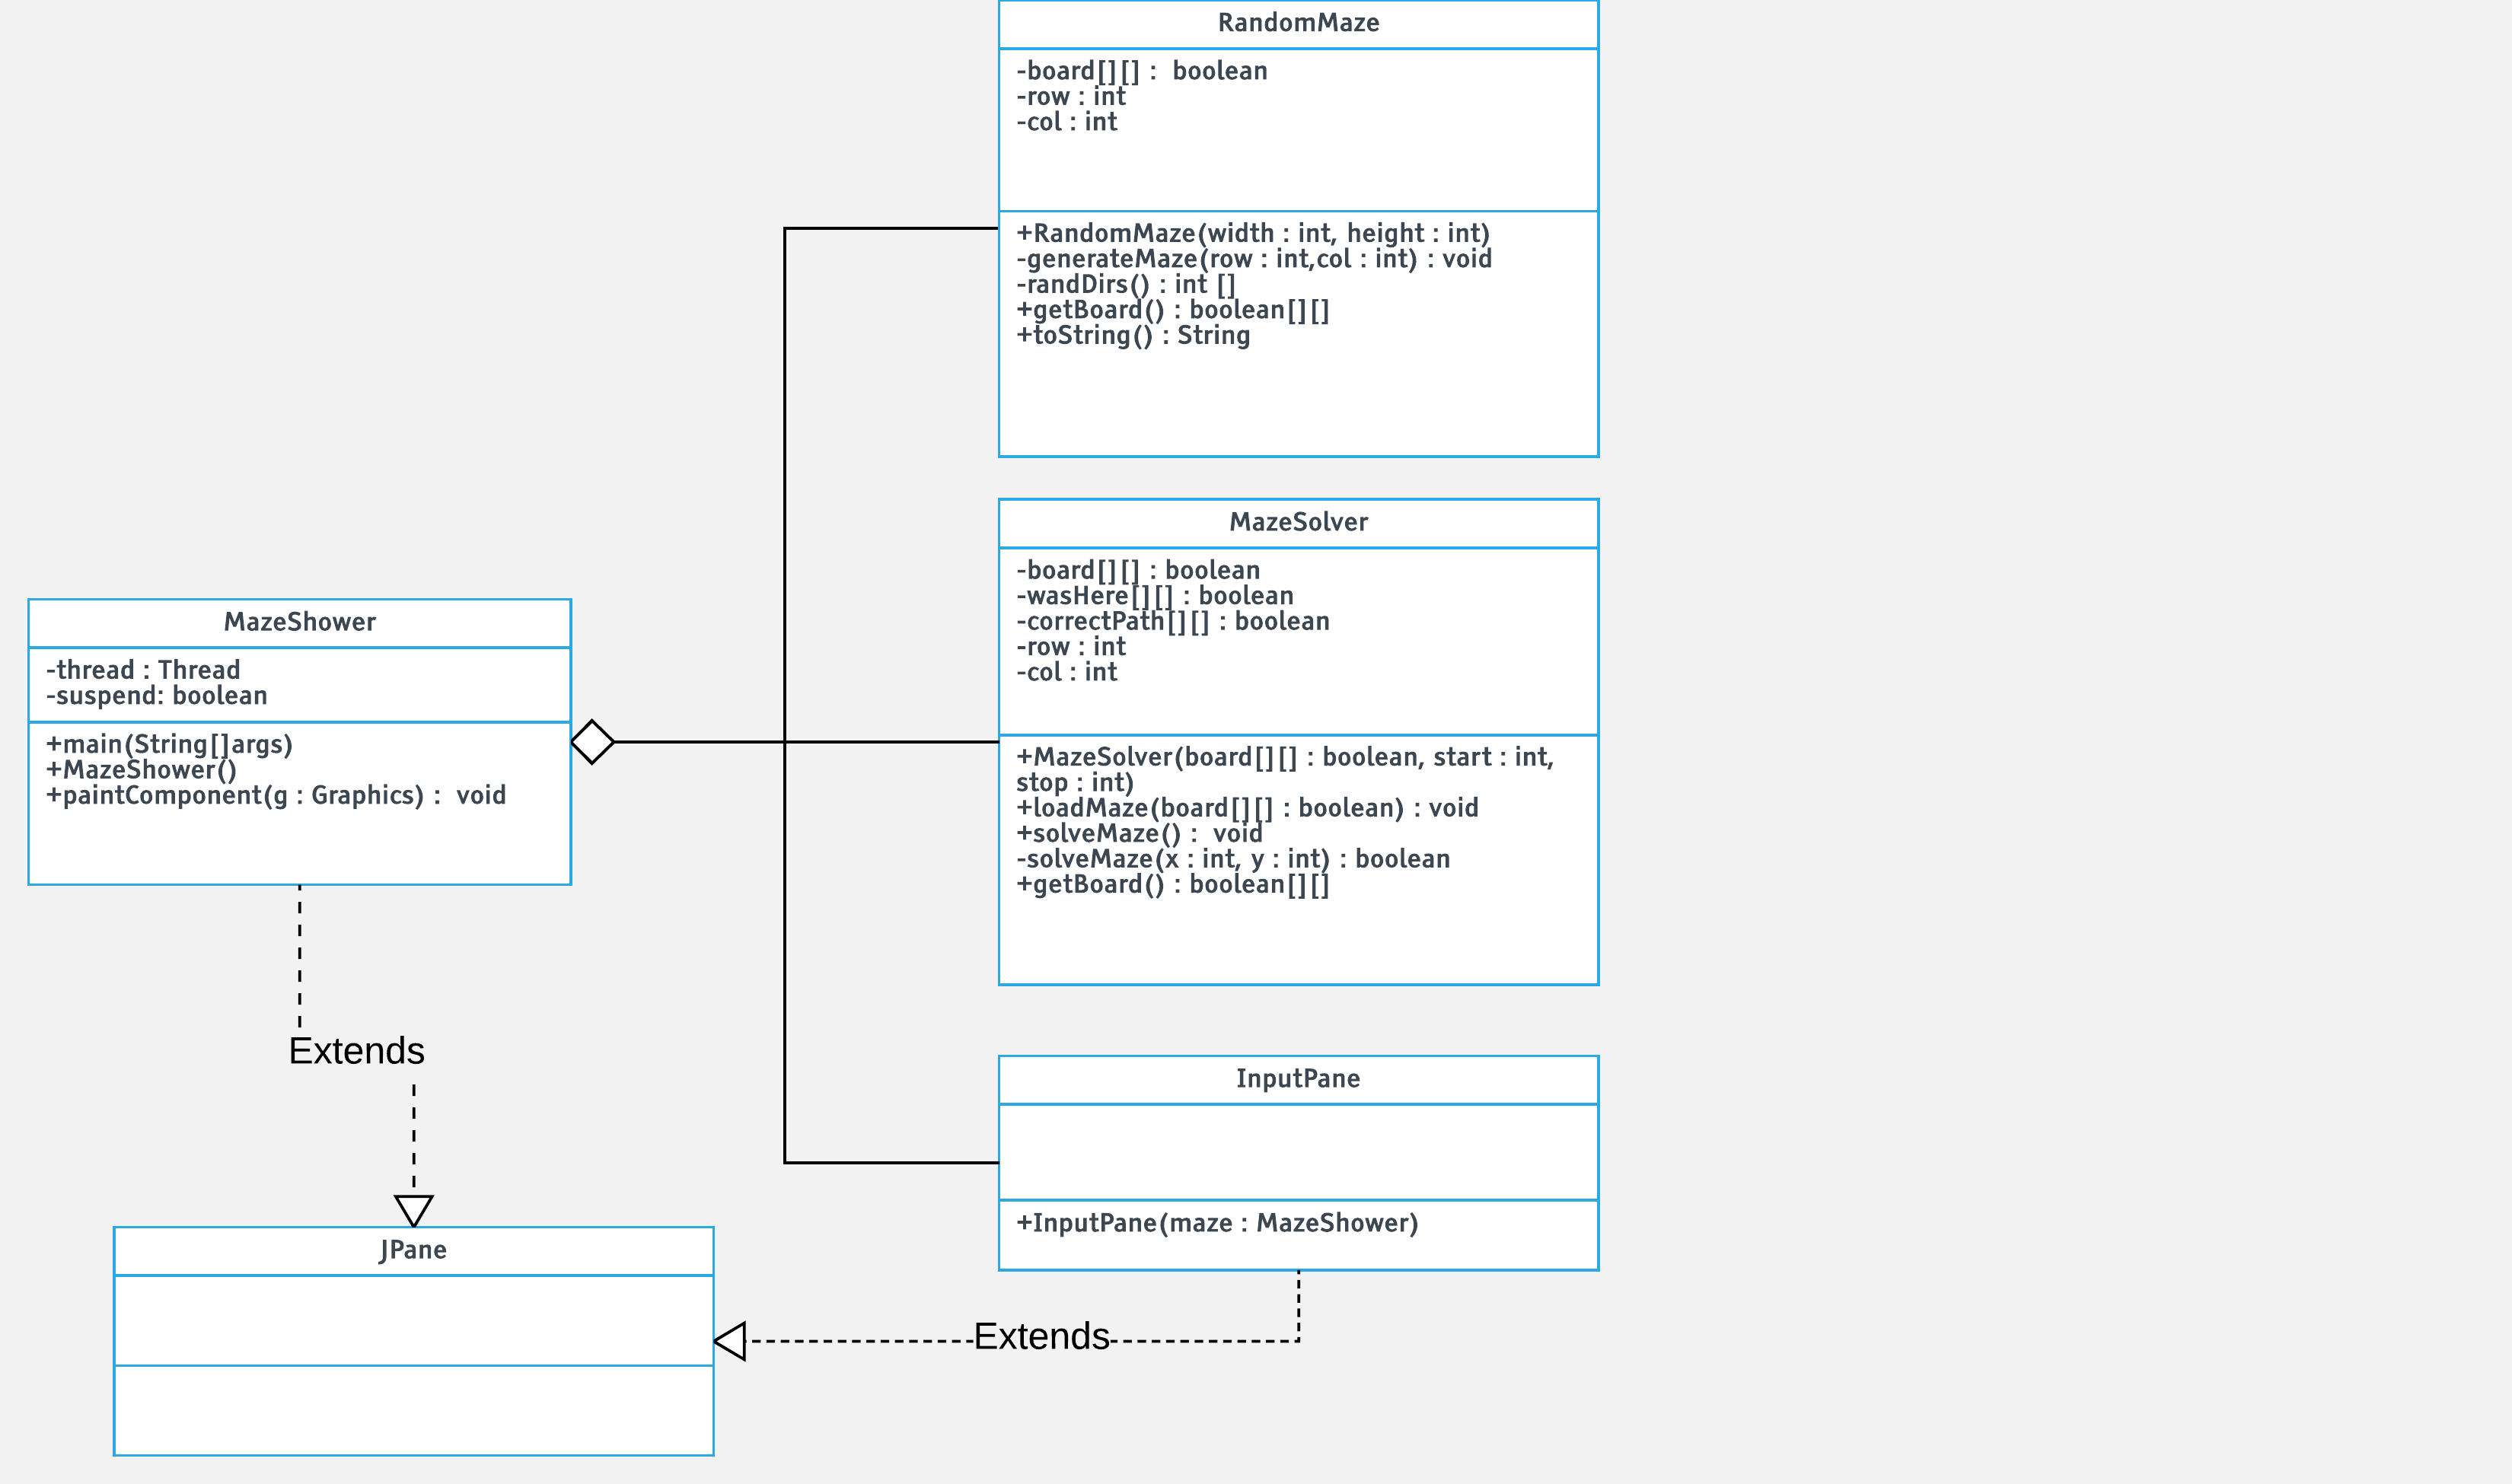 RandomMaze
-board[][] :  boolean
-row : int
-col : int
+RandomMaze(width : int, height : int)
-generateMaze(row : int,col : int) : void
-randDirs() : int []
+getBoard() : boolean[][]
+toString() : String
MazeSolver
-board[][] : boolean
-wasHere[][] : boolean
-correctPath[][] : boolean
-row : int
-col : int
+MazeSolver(board[][] : boolean, start : int,
stop : int)
+loadMaze(board[][] : boolean) : void
+solveMaze() :  void
-solveMaze(x : int, y : int) : boolean
+getBoard() : boolean[][]
MazeShower
-thread : Thread
-suspend: boolean
+main(String[]args)
+MazeShower()
+paintComponent(g : Graphics) :  void
Extends
InputPane
+InputPane(maze : MazeShower)
JPane
Extends